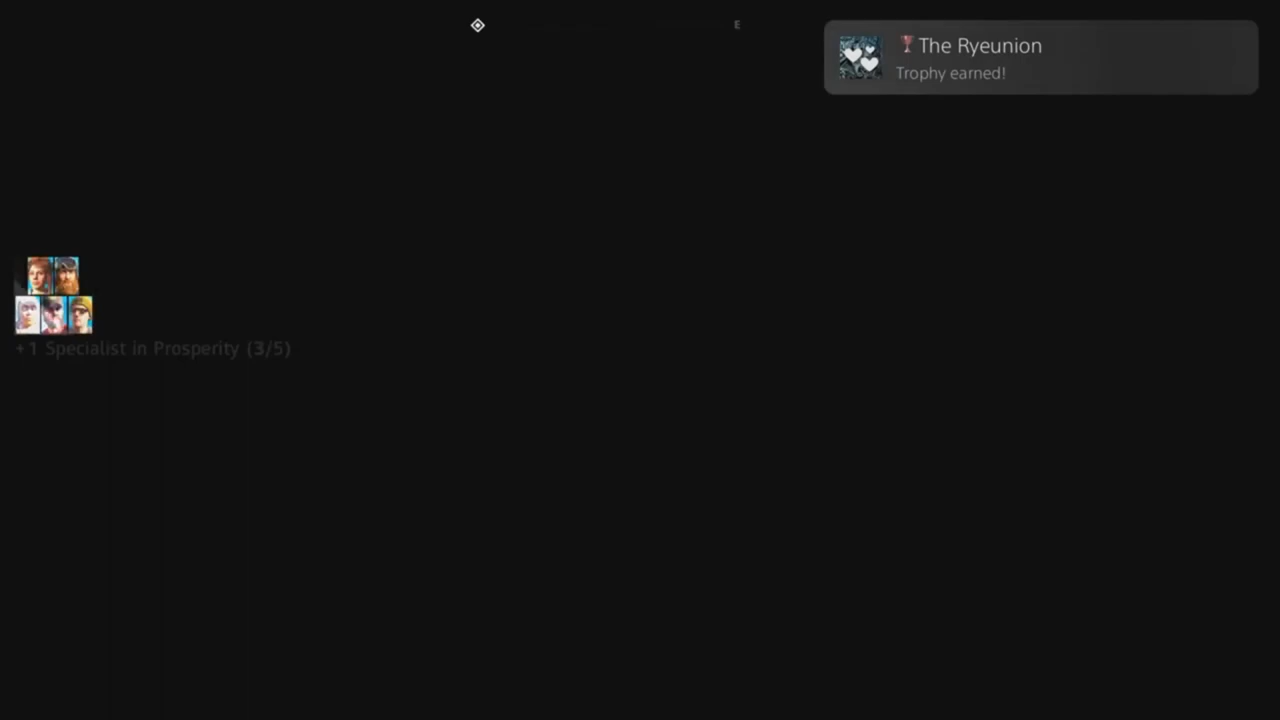 E
The Ryeunion
Trophy earned!
+1 Specialist in Prosperity (3/5)